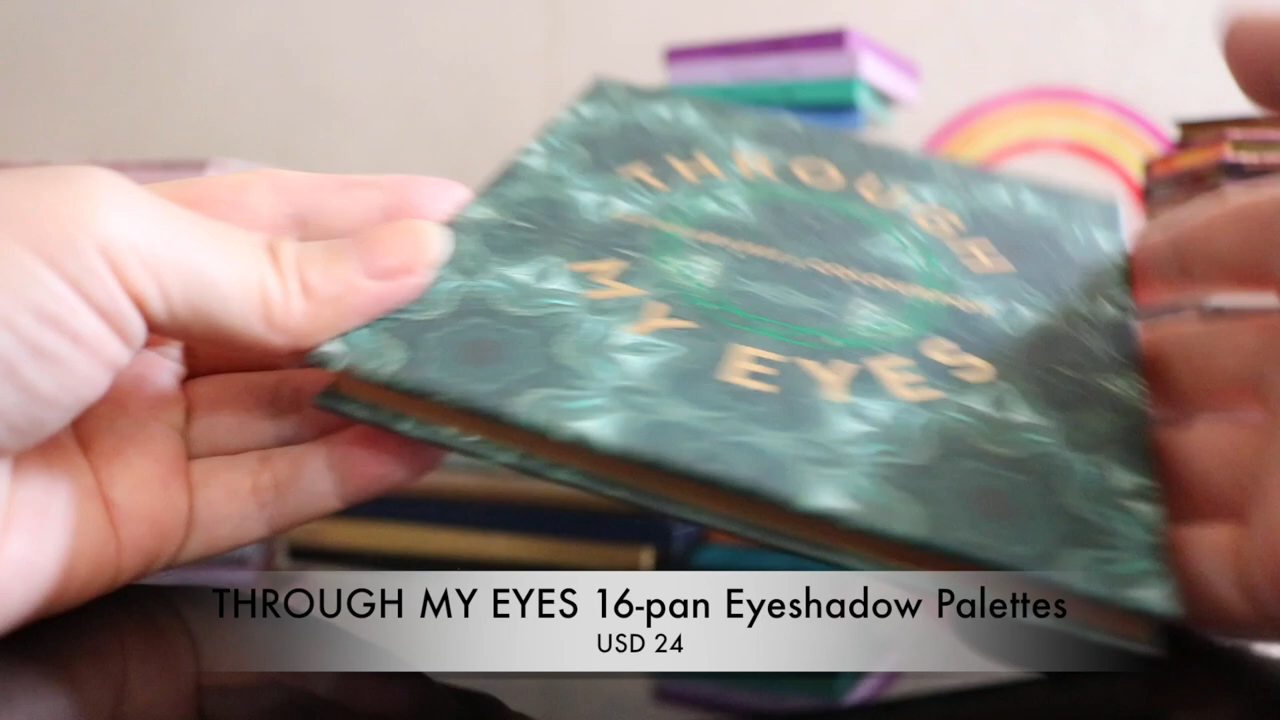 THROUGH
MY
EYES
THROUGH MY EYES 16-pan Eyeshadow Palettes
USD 24